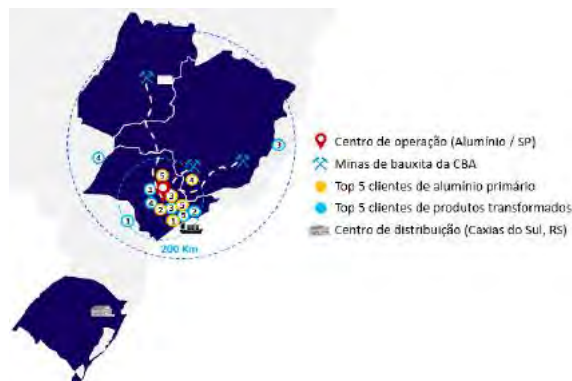 Centro de operação (Alumínio / SP)
Minas de bauxita da CBA
Top 5 clientes de alumínio primário
Top 5 clientes de produtos transformados
Centro de distribuição (Caxias do Sul, RS)
200 Km